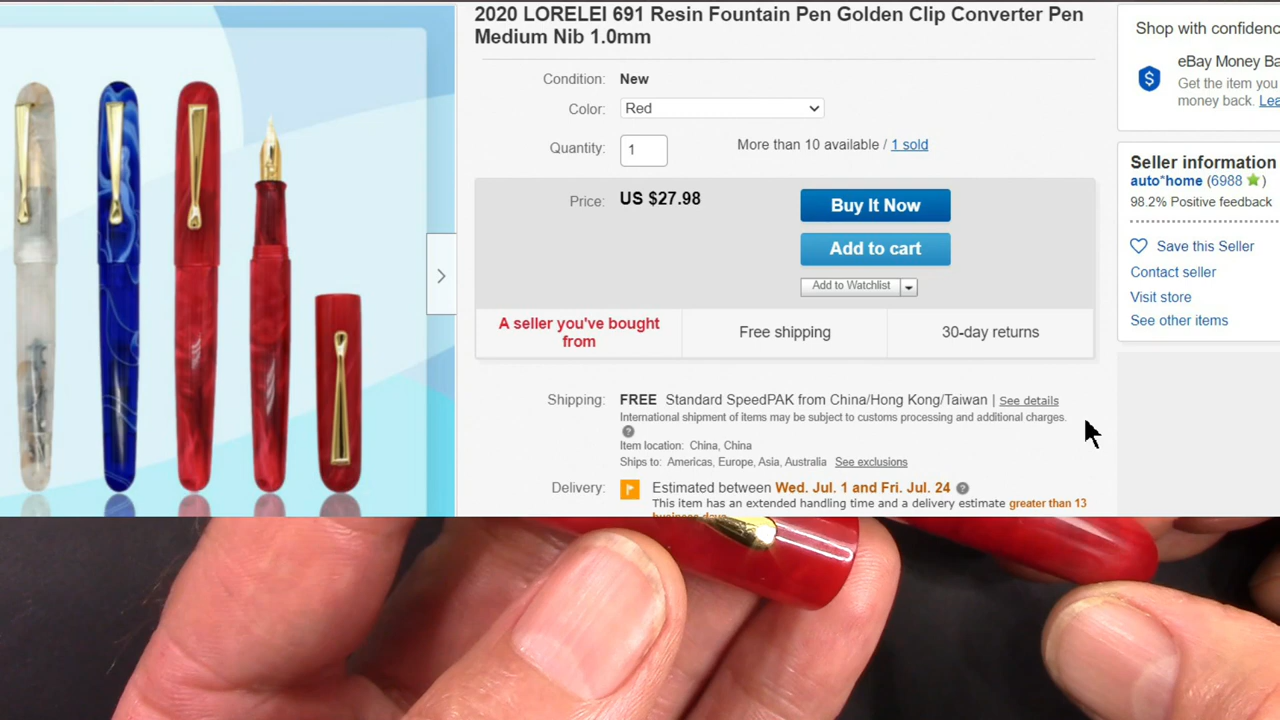 2020 LORELEI 691 Resin Fountain Pen Golden Clip Converter Pen
Medium Nib 1.0mm
Condition: New
Color: Red
Quantity: 1
More than 10 available / 1 sold
Price: US $27.98
Buy It Now
Add to cart
Add to Watchlist
A seller you've bought
from
Free shipping
30-day returns
Shipping: FREE Standard SpeedPAK from China/Hong Kong/Taiwan | See details
International shipment of items may be subject to customs processing and additional charges.
Item location: China, China
Ships to: Americas, Europe, Asia, Australia See exclusions
Delivery: Estimated between Wed. Jul. 1 and Fri. Jul. 24
This item has an extended handling time and a delivery estimate greater than 13
business days
Shop with confidenc
eBay Money Ba
Get the item you
money back. Lea
Seller information
auto*home (6988 )
98.2% Positive feedback
Save this Seller
Contact seller
Visit store
See other items